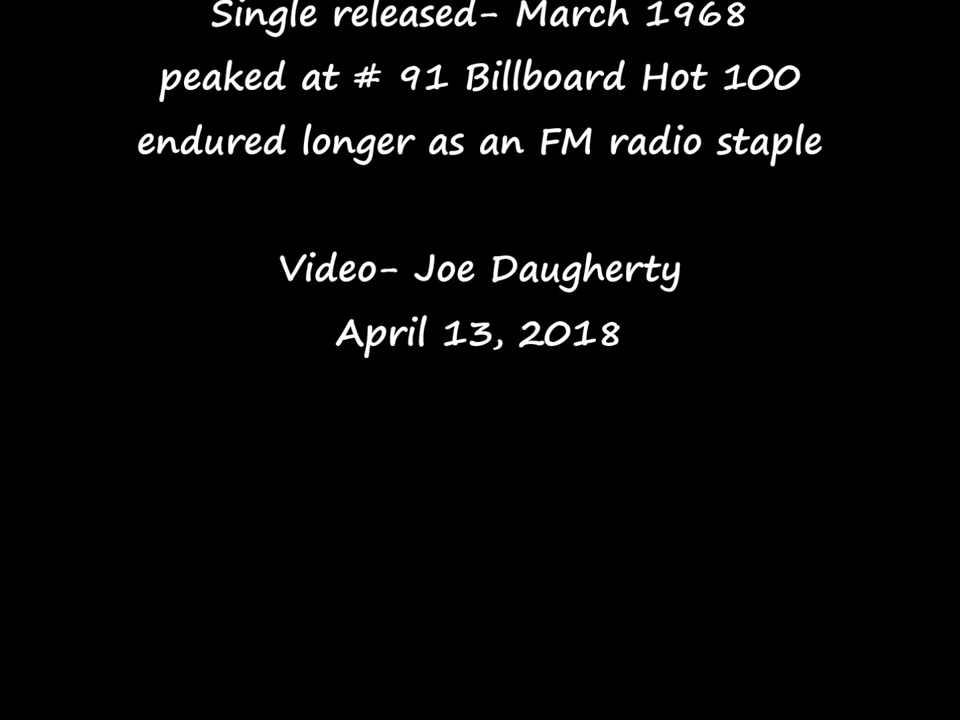 Single released- March 1968
peaked at # 91 Billboard Hot 100
endured longer as an FM radio staple
Video- Joe Daugherty
April 13, 2018